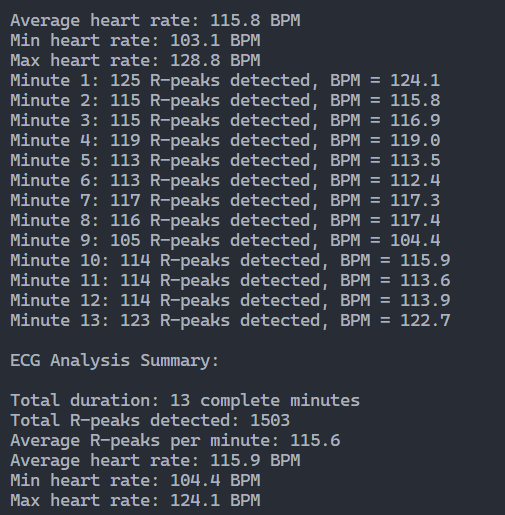 Average heart rate: 115.8 BPM
Min heart rate: 103.1 BPM
Max heart rate: 128.8 BPM
Minute 1: 125 R-peaks detected, BPM = 124.1
Minute 2: 115 R-peaks detected, BPM = 115.8
Minute 3: 115 R-peaks detected, BPM = 116.9
Minute 4: 119 R-peaks detected, BPM = 119.0
Minute 5: 113 R-peaks detected, BPM = 113.5
Minute 6: 113 R-peaks detected, BPM = 112.4
Minute 7: 117 R-peaks detected, BPM = 117.3
Minute 8: 116 R-peaks detected, BPM = 117.4
Minute 9: 105 R-peaks detected, BPM = 104.4
Minute 10: 114 R-peaks detected, BPM = 115.9
Minute 11: 114 R-peaks detected, BPM = 113.6
Minute 12: 114 R-peaks detected, BPM = 113.9
Minute 13: 123 R-peaks detected, BPM = 122.7
ECG Analysis Summary:
Total duration: 13 complete minutes
Total R-peaks detected: 1503
Average R-peaks per minute: 115.6
Average heart rate: 115.9 BPM
Min heart rate: 104.4 BPM
Max heart rate: 124.1 BPM